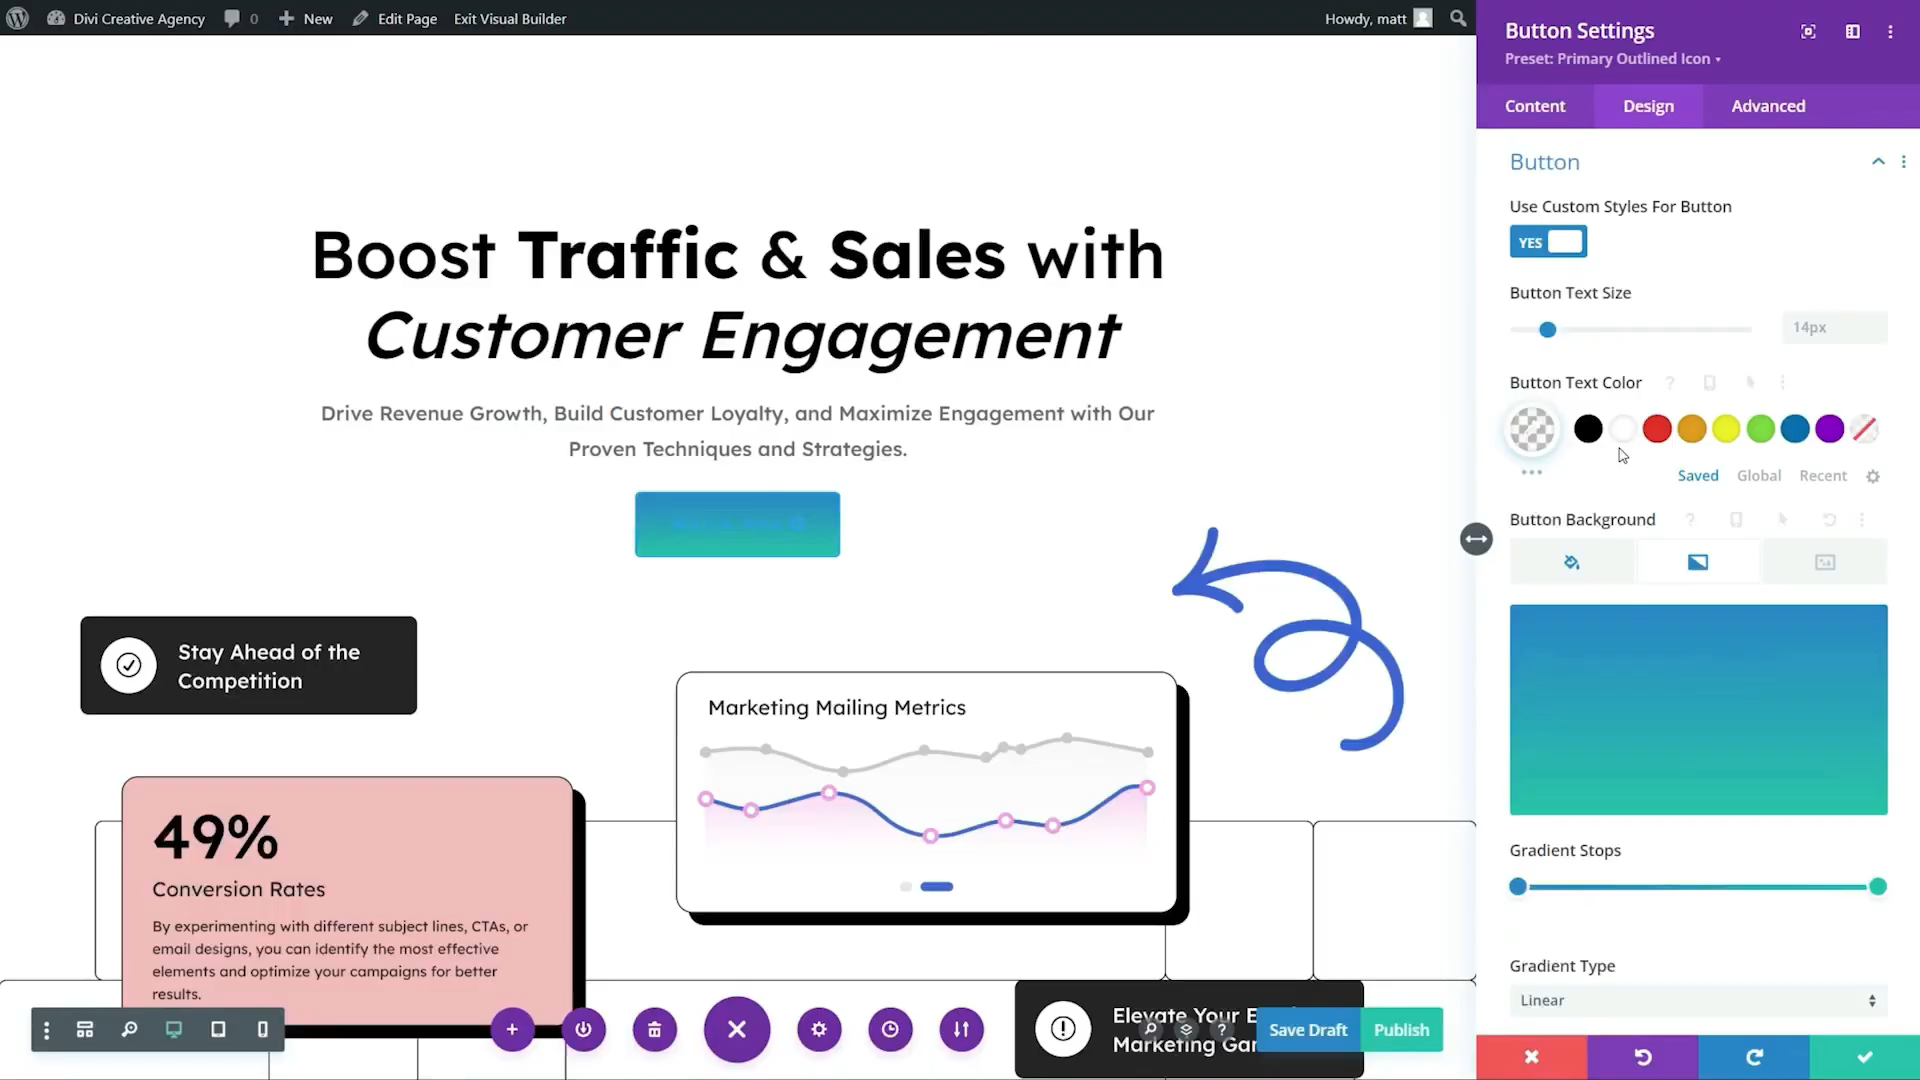 Divi Creative Agency 0 New Edit Page Exit Visual Builder Howdy, matt
Button Settings
Preset: Primary Outlined Icon
Content Design Advanced
Button
Use Custom Styles For Button
YES
Button Text Size
14px
Button Text Color
Saved Global Recent
Button Background
Gradient Stops
Gradient Type
Linear
Boost Traffic & Sales with
Customer Engagement
Drive Revenue Growth, Build Customer Loyalty, and Maximize Engagement with Our
Proven Techniques and Strategies.
Stay Ahead of the
Competition
Marketing Mailing Metrics
49%
Conversion Rates
By experimenting with different subject lines, CTAs, or
email designs, you can identify the most effective
elements and optimize your campaigns for better
results.
Elevate Your
Marketing
Save Draft Publish